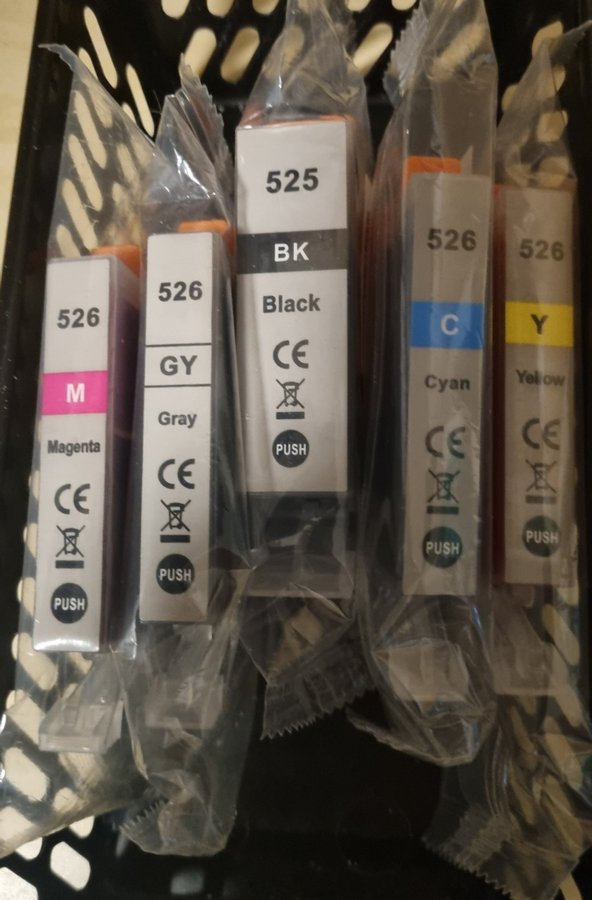 526
M
Magenta
CE
PUSH
526
GY
Gray
CE
PUSH
525
BK
Black
CE
PUSH
526
C
Cyan
CE
PUSH
526
Y
Yellow
CE
PUSH